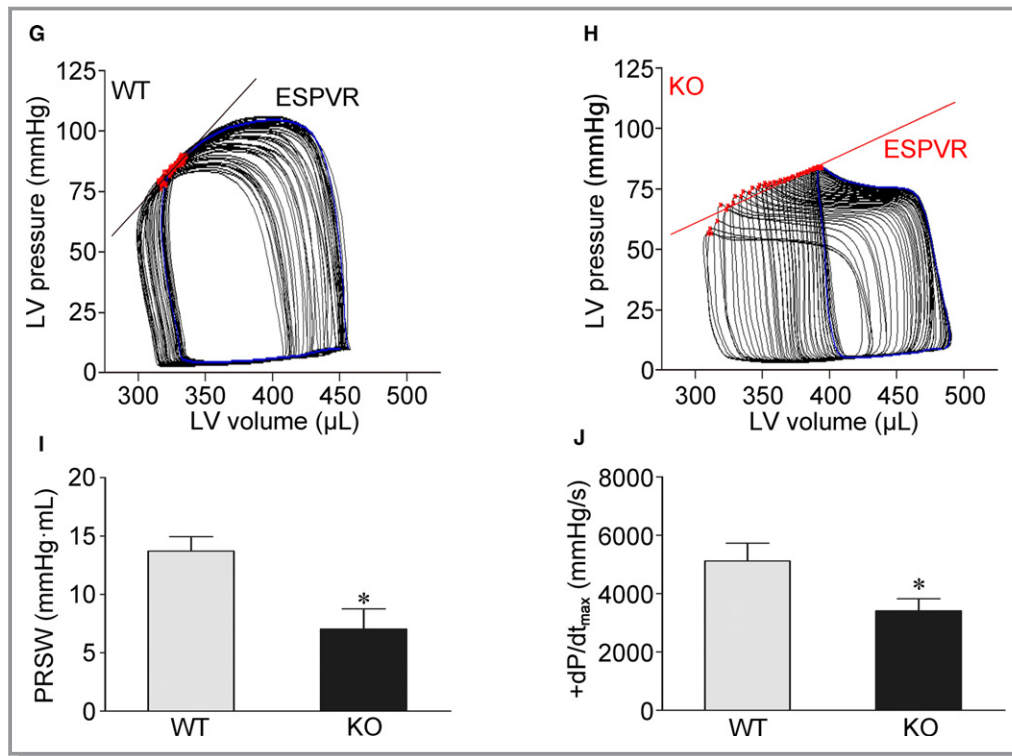 G
125
100
75
50
25
0
LV pressure (mmHg)
WT
ESPVR
300 350 400 450 500
LV volume (µL)
H
125
100
75
50
25
0
LV pressure (mmHg)
KO
ESPVR
300 350 400 450 500
LV volume (µL)
I
20
15
10
5
0
PRSW (mmHg·mL)
*
WT KO
J
8000
6000
4000
2000
0
+dP/dtmax (mmHg/s)
*
WT KO